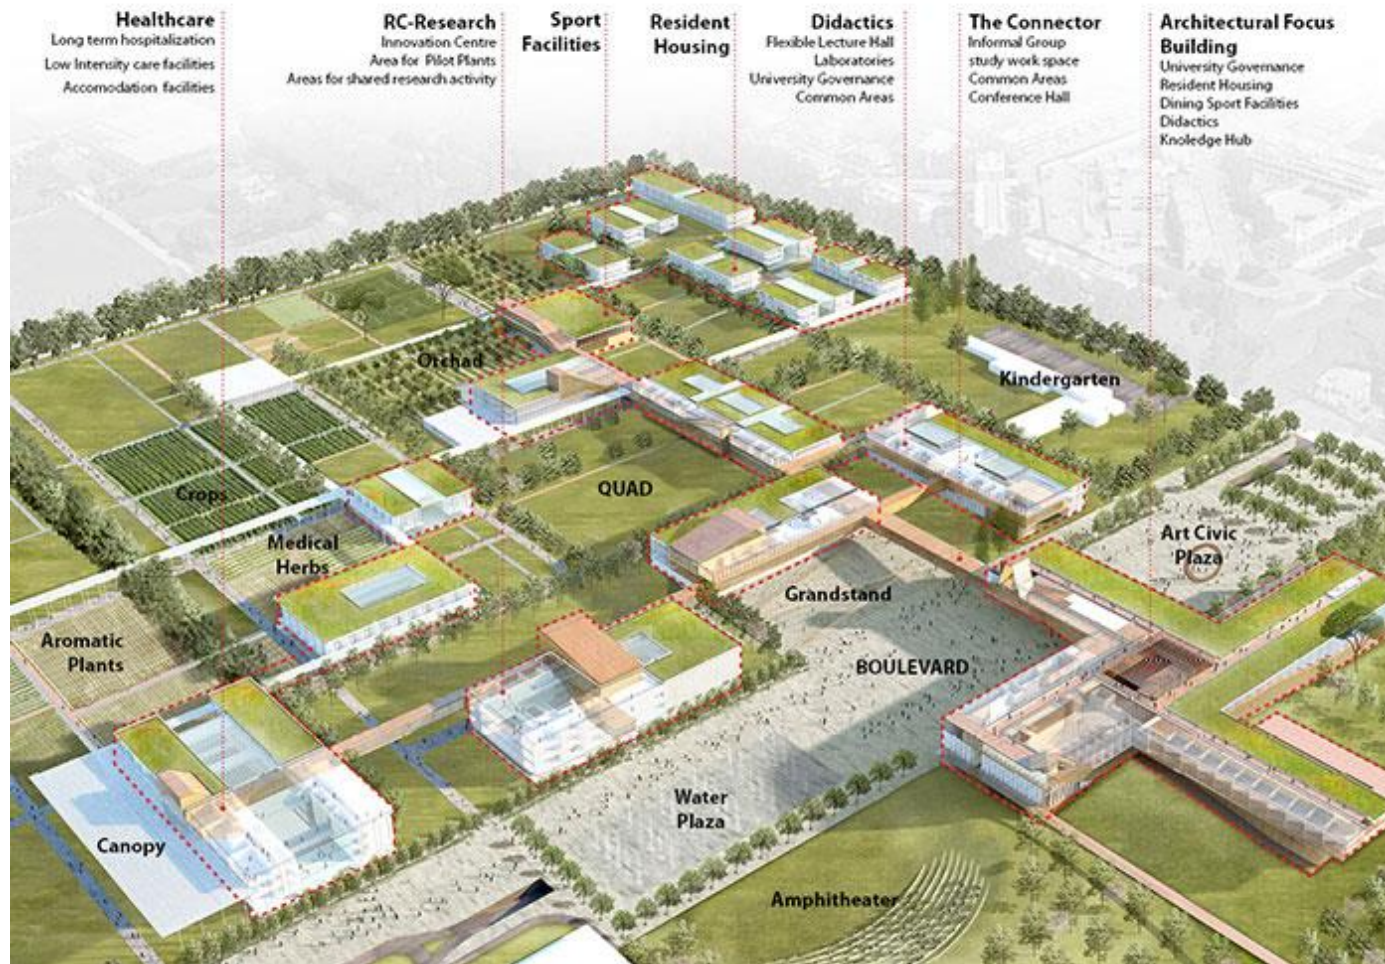 Healthcare
Long term hospitalization
Low Intensity care facilities
Accomodation facilities
RC-Research
Innovation Centre
Area for Pilot Plants
Areas for shared research activity
Sport
Facilities
Resident
Housing
Didactics
Flexible Lecture Hall
Laboratories
University Governance
Common Areas
The Connector
Informal Group
study work space
Common Areas
Conference Hall
Architectural Focus
Building
University Governance
Resident Housing
Dining Sport Facilities
Didactics
Knoledge Hub
Orchad
Kindergarten
Crops
QUAD
Medical
Herbs
Art Civic
Plaza
Grandstand
Aromatic
Plants
BOULEVARD
Water
Plaza
Canopy
Amphitheater